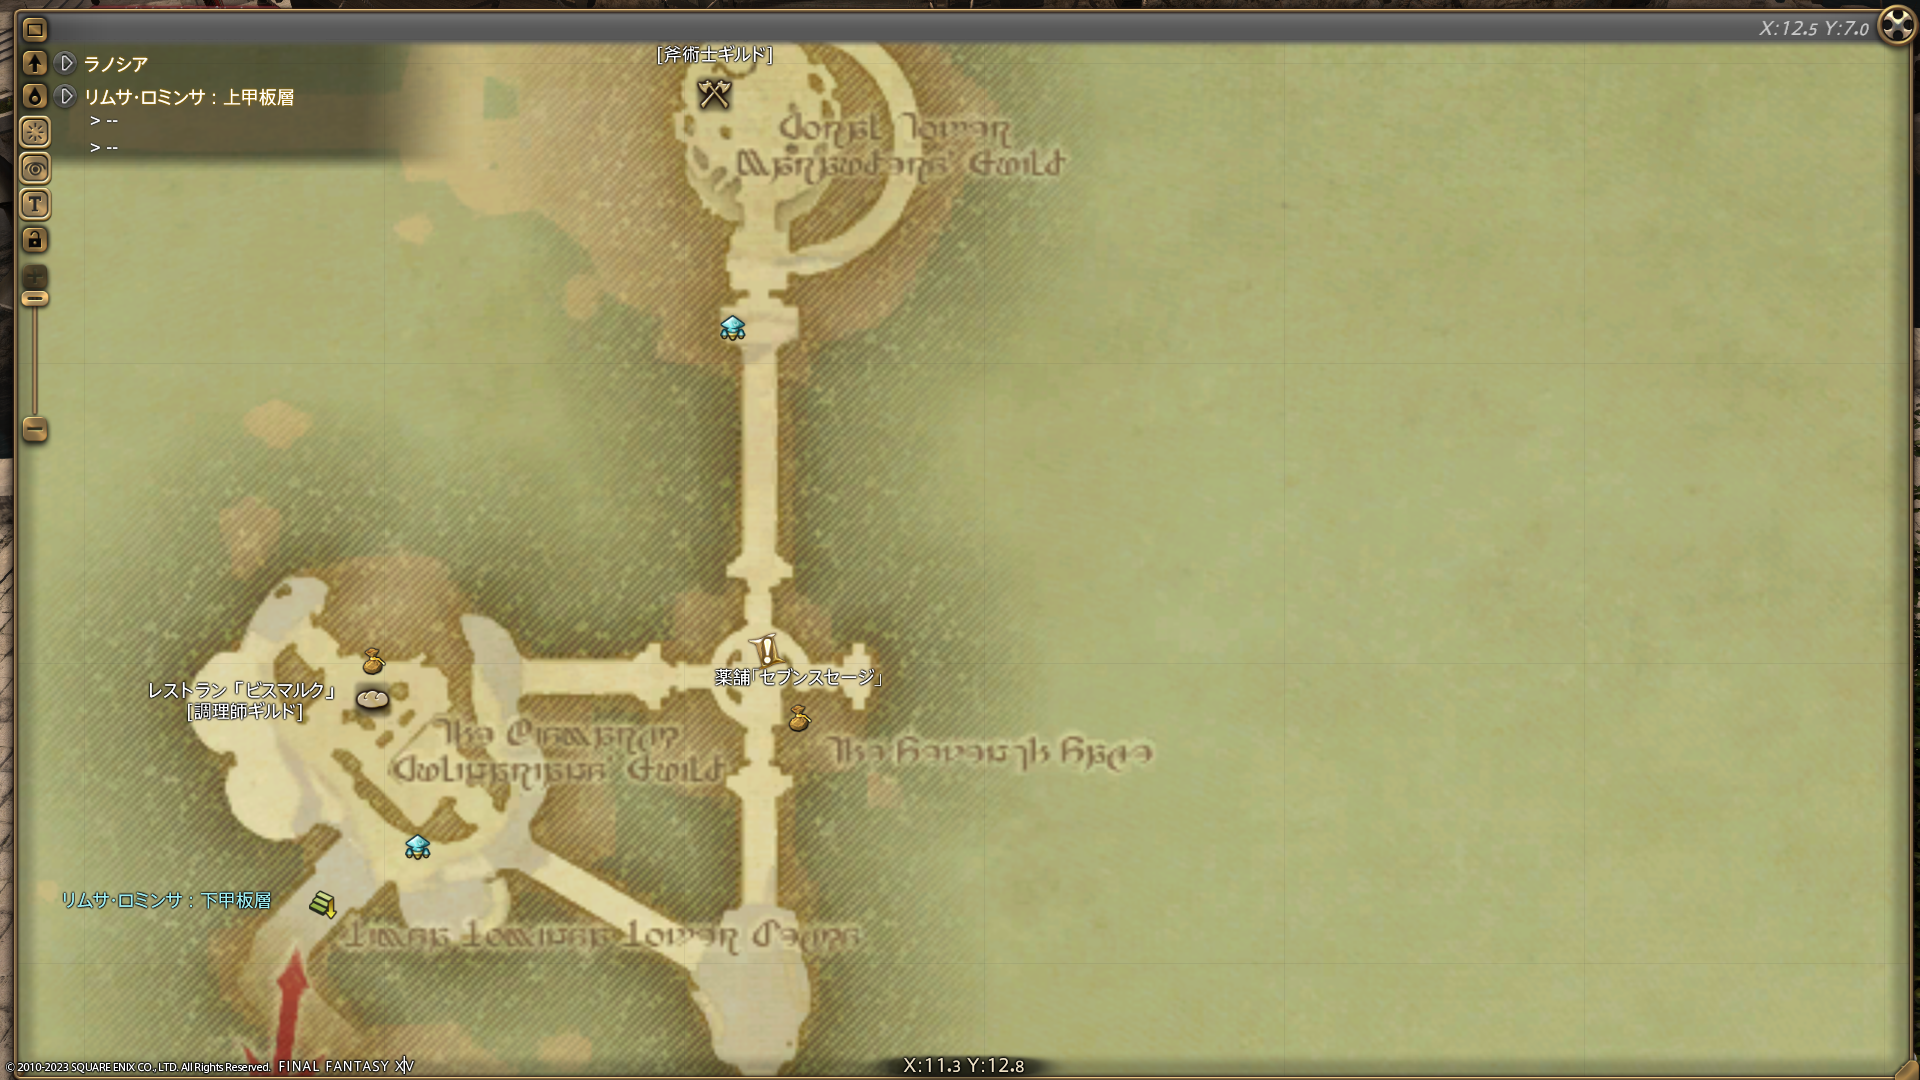 X:12.5 Y:7.0
ラノシア
リムサ・ロミンサ：上甲板層
> --
> --
[斧術士ギルド]
薬舗「セブンスセージ」
レストラン「ビスマルク」
[調理師ギルド]
リムサ・ロミンサ：下甲板層
T
X:11.3 Y:12.8
© 2010-2023 SQUARE ENIX CO., LTD. All Rights Reserved. FINAL FANTASY XIV